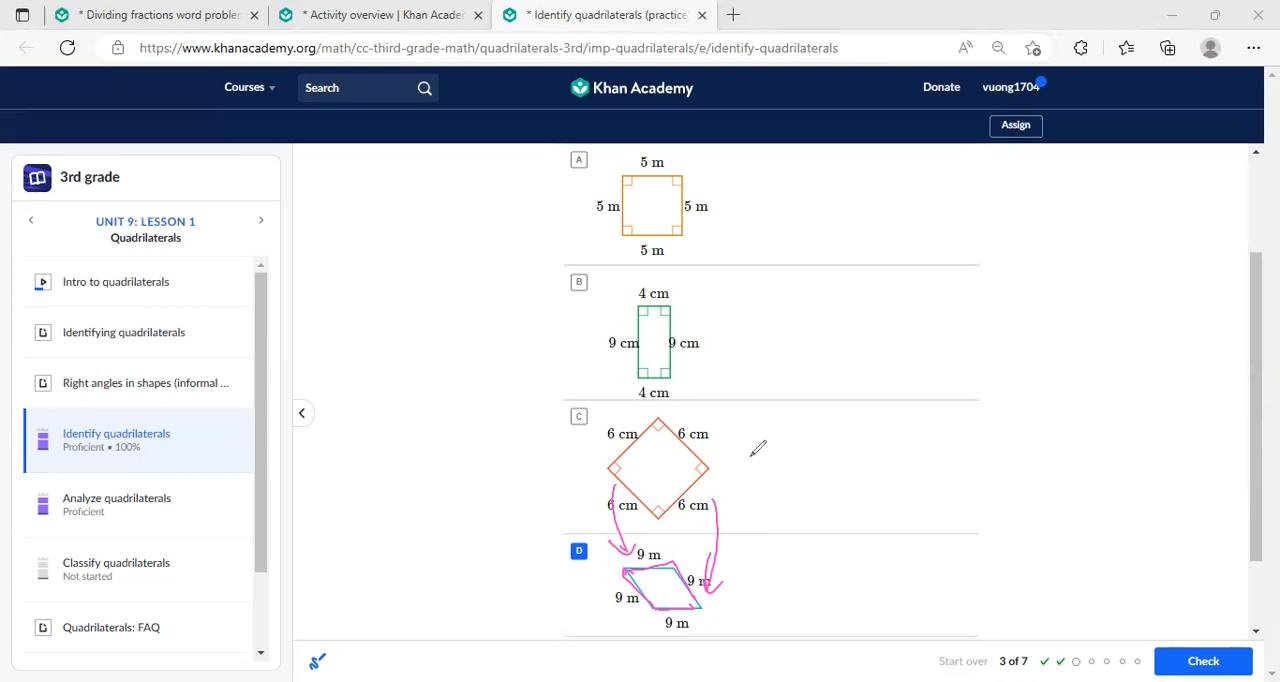 * Dividing fractions word problem
* Activity overview | Khan Academ
* Identify quadrilaterals (practice
https://www.khanacademy.org/math/cc-third-grade-math/quadrilaterals-3rd/imp-quadrilaterals/e/identify-quadrilaterals
Courses
Search
Khan Academy
Donate
vuong1704
Assign
3rd grade
UNIT 9: LESSON 1
Quadrilaterals
Intro to quadrilaterals
Identifying quadrilaterals
Right angles in shapes (informal ...
Identify quadrilaterals
Proficient • 100%
Analyze quadrilaterals
Proficient
Classify quadrilaterals
Not started
Quadrilaterals: FAQ
A
5 m
5 m
5 m
5 m
B
4 cm
9 cm
9 cm
4 cm
C
6 cm
6 cm
6 cm
6 cm
D
9 m
9 m
9 m
9 m
Start over
3 of 7
Check